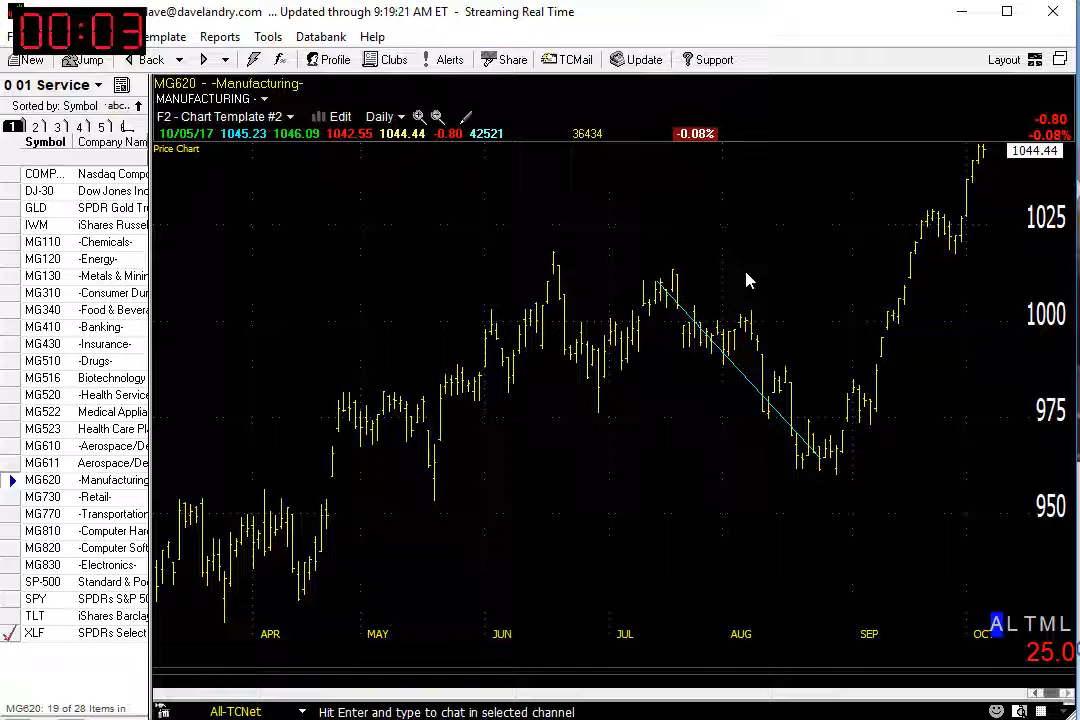 ave@davelandry.com ... Updated through 9:19:21 AM ET - Streaming Real Time
00:03
emplate Reports Tools Databank Help
New Jump Back Profile Clubs Alerts Share TCMail Update Support Layout
0 01 Service
MG620 - -Manufacturing-
MANUFACTURING -
Sorted by: Symbol abc..
F2 - Chart Template #2 Edit Daily
1 2 3 4 5
10/05/17 1045.23 1046.09 1042.55 1044.44 -0.80 42521 36434 -0.08%
-0.80
-0.08%
Symbol Company Nam
Price Chart
1044.44
COMP... Nasdaq Compo
DJ-30 Dow Jones Ind
GLD SPDR Gold Tr
IWM iShares Russel
MG110 -Chemicals-
MG120 -Energy-
MG130 -Metals & Minin
MG310 -Consumer Dur
MG340 -Food & Bevera
MG410 -Banking-
MG430 -Insurance-
MG510 -Drugs-
MG516 Biotechnology
MG520 -Health Service
MG522 Medical Applia
MG523 Health Care Pl
MG610 -Aerospace/De
MG611 Aerospace/De
MG620 -Manufacturing
MG730 -Retail-
MG770 -Transportation
MG810 -Computer Har
MG820 -Computer Soft
MG830 -Electronics-
SP-500 Standard & Po
SPY SPDRs S&P 5
TLT iShares Barcla
XLF SPDRs Select
1025
1000
975
950
APR MAY JUN JUL AUG SEP OC
A L T M L
25.0
MG620: 19 of 28 Items in
All-TCNet Hit Enter and type to chat in selected channel